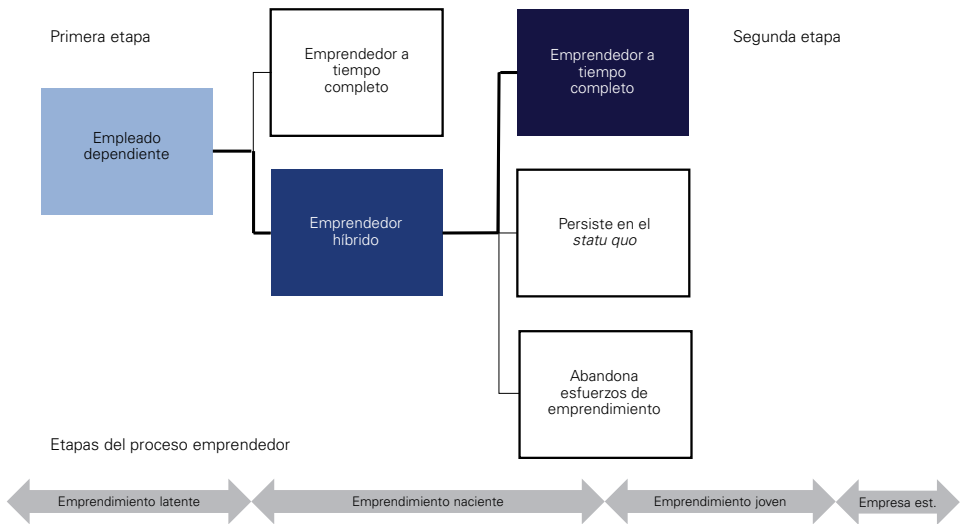 Primera etapa
Segunda etapa
Emprendedor a
tiempo
completo
Emprendedor a
tiempo
completo
Empleado
dependiente
Emprendedor
híbrido
Persiste en el
statu quo
Abandona
esfuerzos de
emprendimiento
Etapas del proceso emprendedor
Emprendimiento latente
Emprendimiento naciente
Emprendimiento joven
Empresa est.